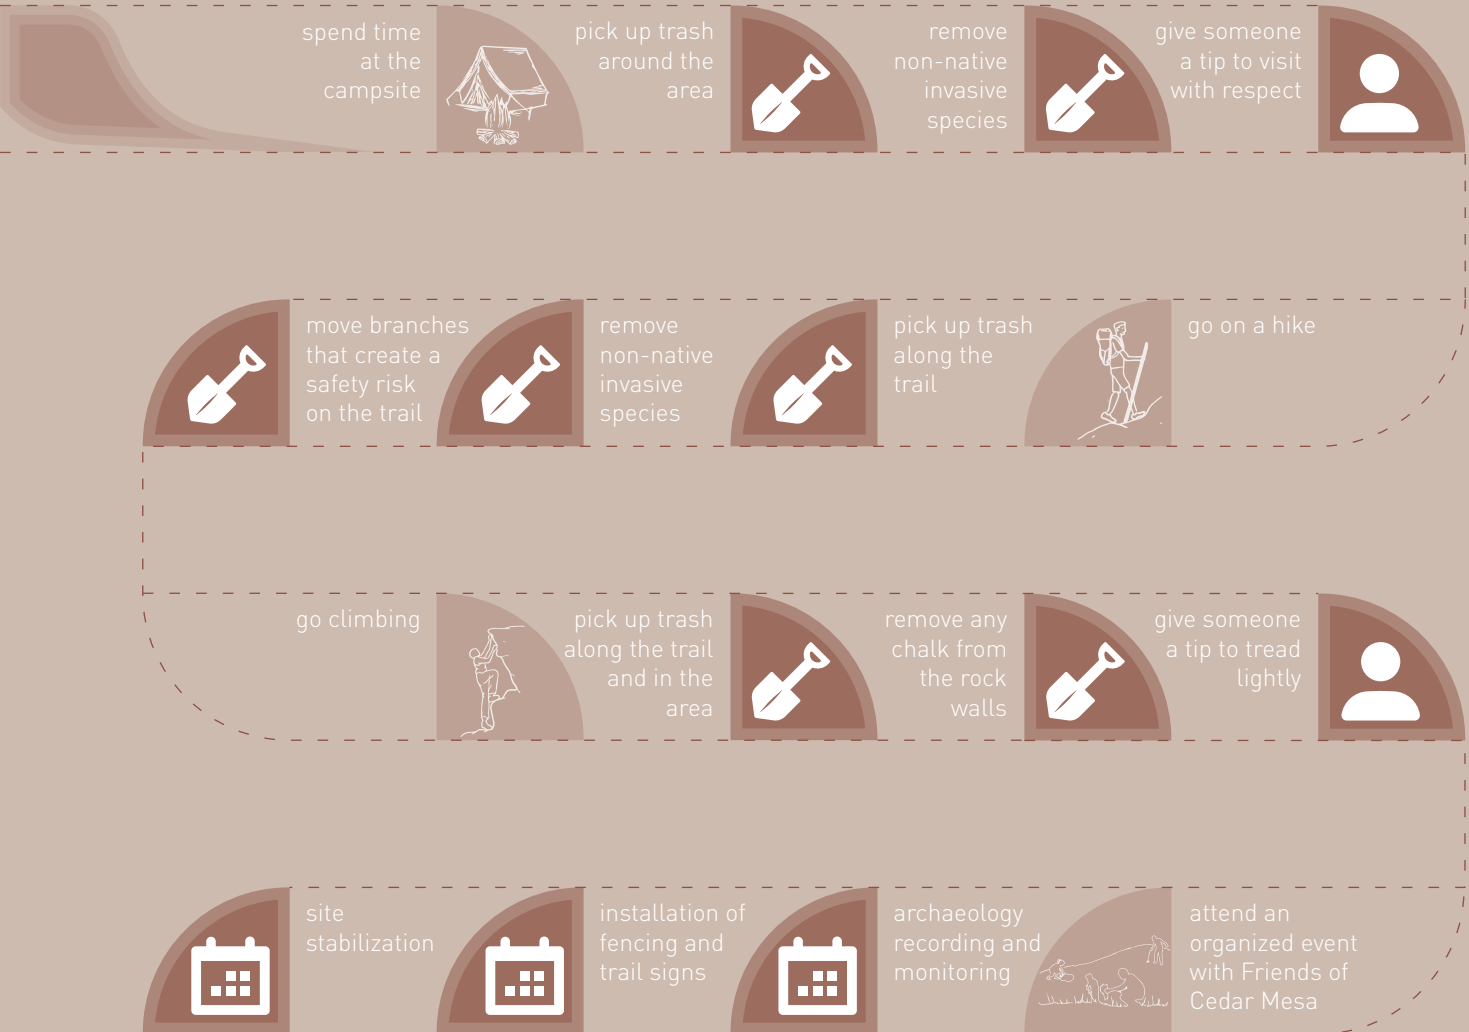 spend time
at the
campsite
pick up trash
around the
area
remove
non-native
invasive
species
give someone
a tip to visit
with respect
move branches
that create a
safety risk
on the trail
remove
non-native
invasive
species
pick up trash
along the
trail
go on a hike
go climbing
pick up trash
along the trail
and in the
area
remove any
chalk from
the rock
walls
give someone
a tip to tread
lightly
site
stabilization
installation of
fencing and
trail signs
archaeology
recording and
monitoring
attend an
organized event
with Friends of
Cedar Mesa